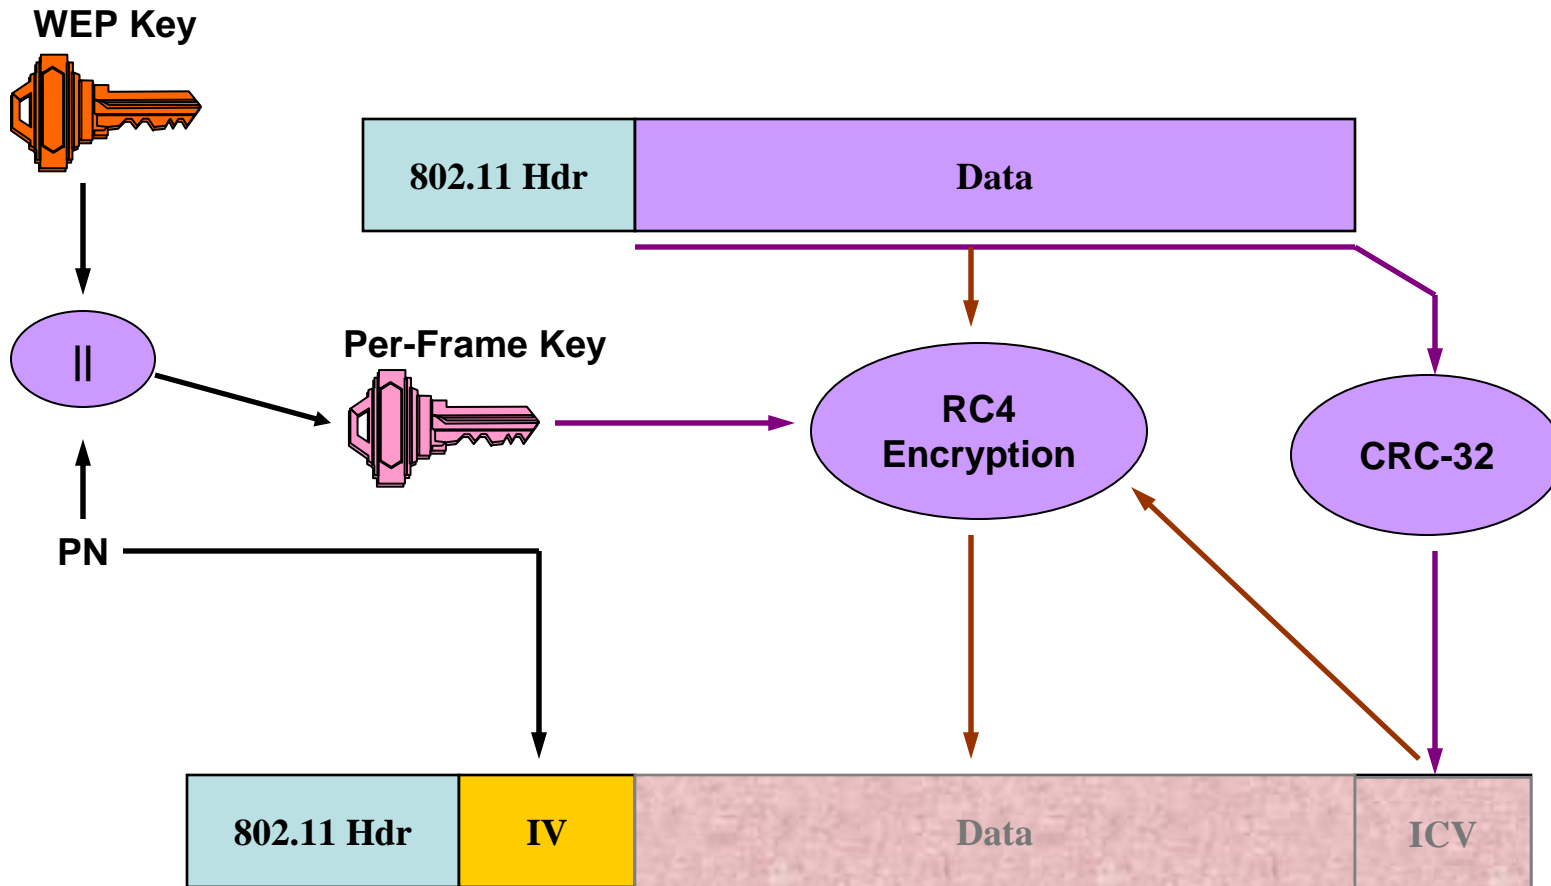 WEP Key
802.11 Hdr
Data
||
Per-Frame Key
RC4
Encryption
CRC-32
PN
802.11 Hdr
IV
Data
ICV